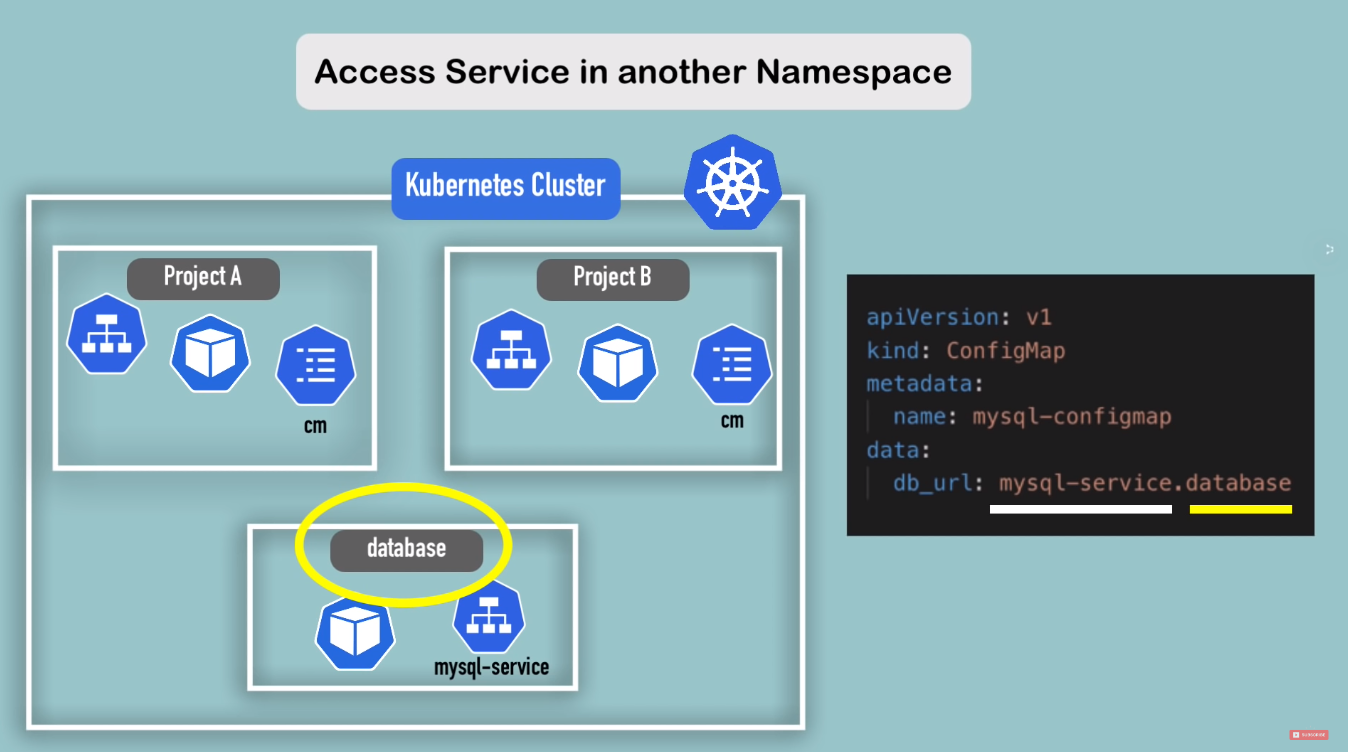 Access Service in another Namespace
Kubernetes Cluster
Project A
cm
Project B
cm
database
mysql-service
apiVersion: v1
kind: ConfigMap
metadata:
name: mysql-configmap
data:
db_url: mysql-service.database
SUBSCRIBE